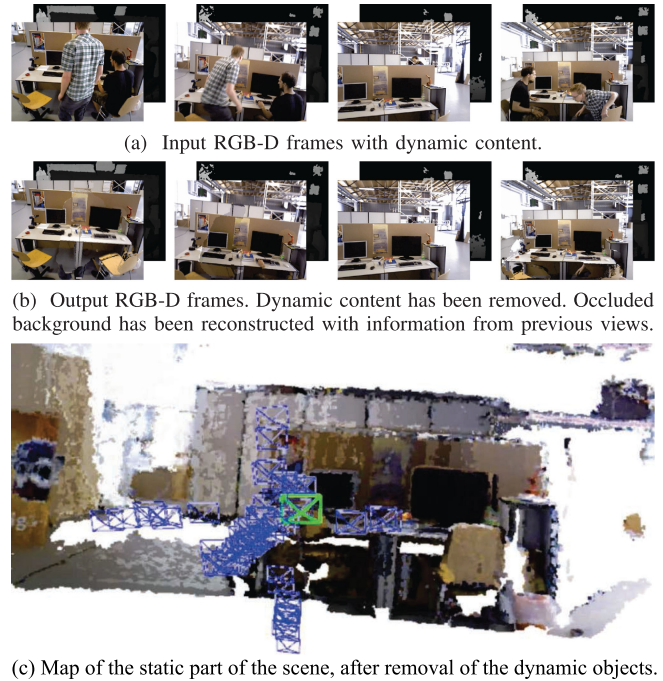 (a) Input RGB-D frames with dynamic content.
(b) Output RGB-D frames. Dynamic content has been removed. Occluded
background has been reconstructed with information from previous views.
(c) Map of the static part of the scene, after removal of the dynamic objects.